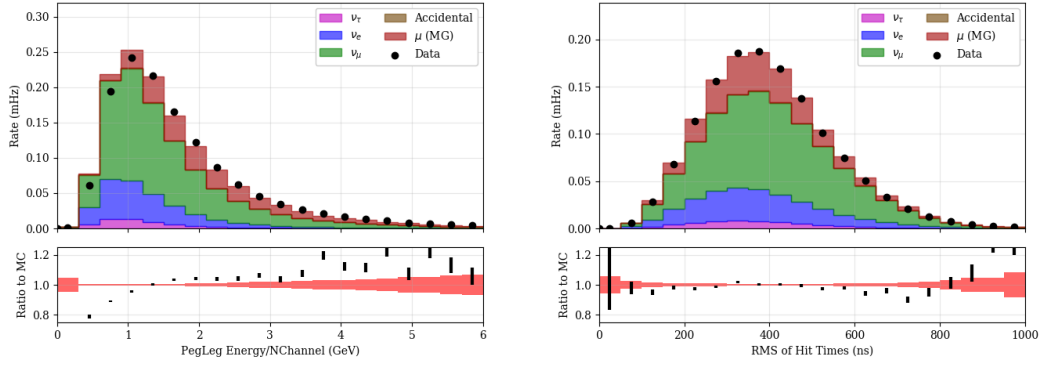 0.30
0.25
0.20
0.15
0.10
0.05
0.00
Rate (mHz)
ντ
νe
νμ
Accidental
μ (MG)
Data
1.2
1.0
0.8
Ratio to MC
0 1 2 3 4 5 6
PegLeg Energy/NChannel (GeV)
0.20
0.15
0.10
0.05
0.00
Rate (mHz)
ντ
νe
νμ
Accidental
μ (MG)
Data
1.2
1.0
0.8
Ratio to MC
0 200 400 600 800 1000
RMS of Hit Times (ns)